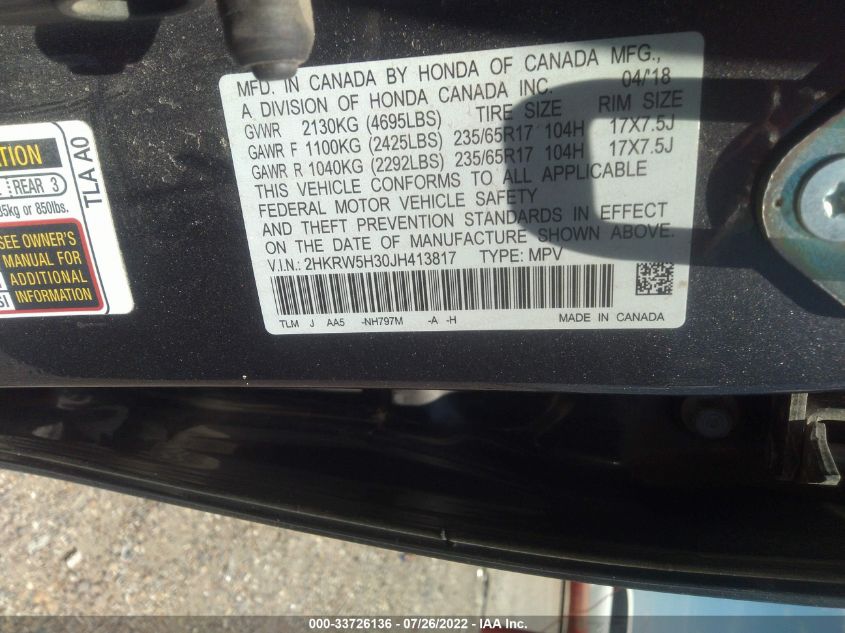 MFD. IN CANADA BY HONDA OF CANADA MFG.,
A DIVISION OF HONDA CANADA INC. 04/'18
GVWR 2130KG (4695LBS) TIRE SIZE RIM SIZE
GAWR F 1100KG (2425LBS) 235/65R17 104H 17X7.5J
GAWR R 1040KG (2292LBS) 235/65R17 104H 17X7.5J
THIS VEHICLE CONFORMS TO ALL APPLICABLE
FEDERAL MOTOR VEHICLE SAFETY
AND THEFT PREVENTION STANDARDS IN EFFECT
ON THE DATE OF MANUFACTURE SHOWN ABOVE.
V.I.N.: 2HKRW5H30JH413817 TYPE: MPV
TLM J AA5 -NH797M -A -H MADE IN CANADA
REAR 3
85kg or 850lbs.
SEE OWNER'S
MANUAL FOR
ADDITIONAL
INFORMATION
TLA A0
000-33726136 - 07/26/2022 - IAA Inc.